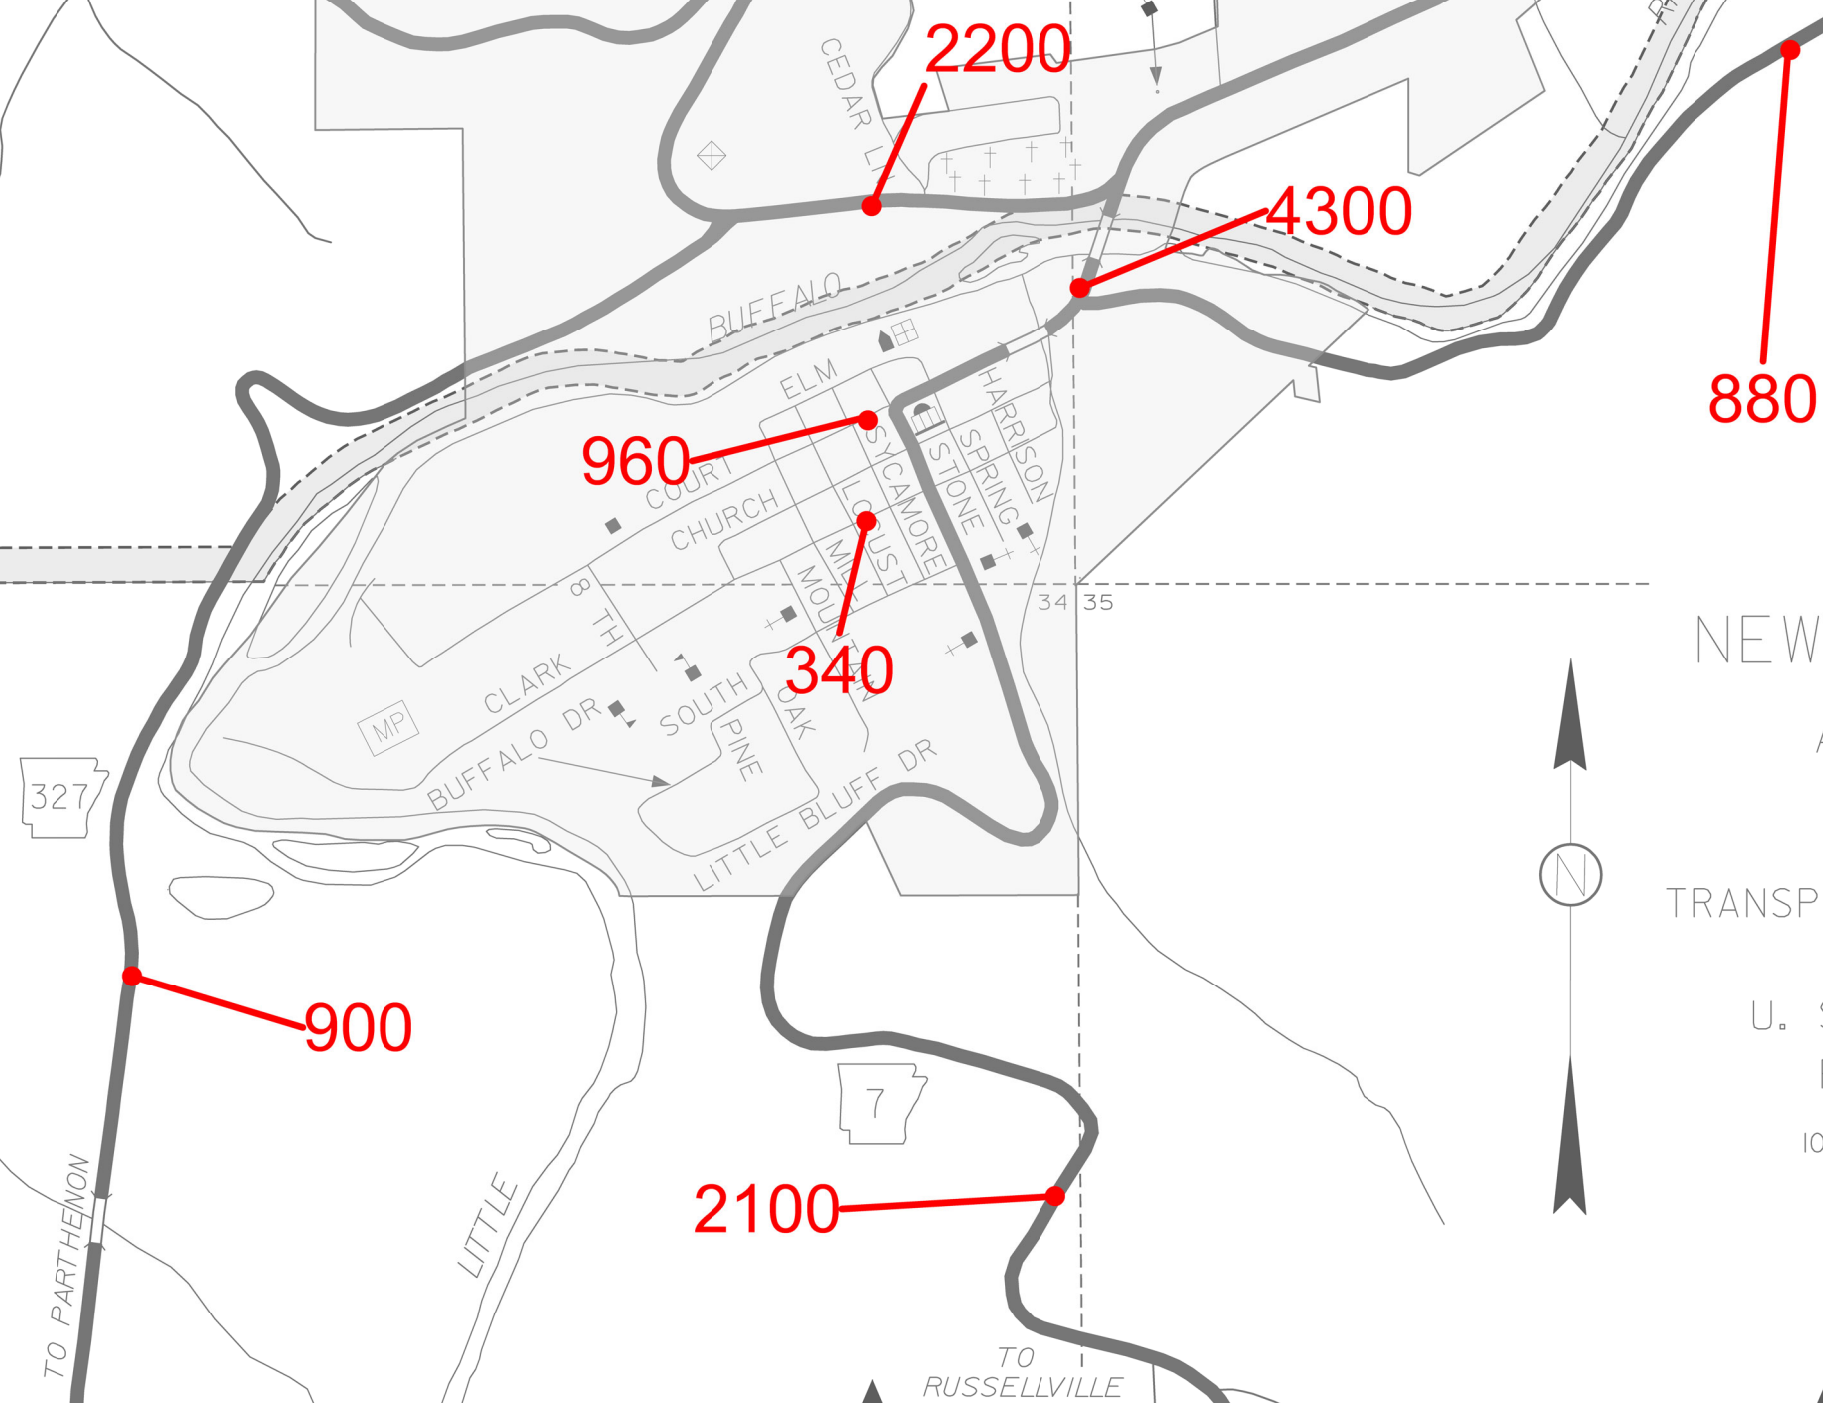 CEDAR LN
2200
4300
880
BUFFALO
ELM
HARRISON
960
COURT
SYCAMORE
SPRING
STONE
CHURCH
LOCUST
MILL
MOUNTAIN
8 TH
34 35
340
NEW
CLARK
SOUTH
OAK
PINE
MP
BUFFALO DR
LITTLE BLUFF DR
327
N
TRANSP
900
U.
7
10
2100
TO PARTHENON
LITTLE
TO
RUSSELLVILLE